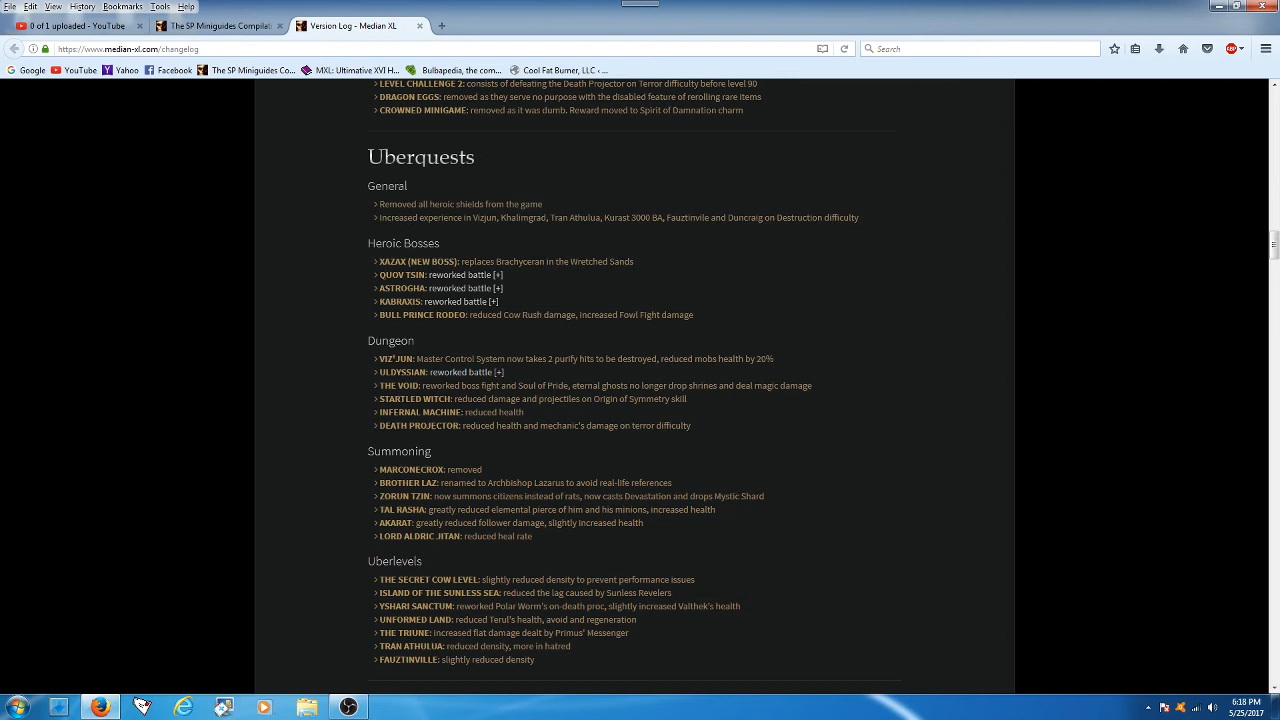 File Edit View History Bookmarks Tools Help
0 of 1 uploaded - YouTube
The SP Miniguides Compilat
Version Log - Median XL
https://www.median-xl.com/changelog
Search
Google YouTube Yahoo Facebook The SP Miniguides Co... MXL: Ultimative XVI H... Bulbapedia, the com... Cool Fat Burner, LLC - ...
LEVEL CHALLENGE 2: consists of defeating the Death Projector on Terror difficulty before level 90
DRAGON EGGS: removed as they serve no purpose with the disabled feature of rerolling rare items
CROWNED MINIGAME: removed as it was dumb. Reward moved to Spirit of Damnation charm
Uberquests
General
Removed all heroic shields from the game
Increased experience in Vizjun, Khalimgrad, Tran Athulua, Kurast 3000 BA, Fauztinvile and Duncraig on Destruction difficulty
Heroic Bosses
XAZAX (NEW BOSS): replaces Brachyceran in the Wretched Sands
QUOV TSIN: reworked battle [+]
ASTROGHA: reworked battle [+]
KABRAXIS: reworked battle [+]
BULL PRINCE RODEO: reduced Cow Rush damage, increased Fowl Fight damage
Dungeon
VIZ'JUN: Master Control System now takes 2 purify hits to be destroyed, reduced mobs health by 20%
ULDYSSIAN: reworked battle [+]
THE VOID: reworked boss fight and Soul of Pride, eternal ghosts no longer drop shrines and deal magic damage
STARTLED WITCH: reduced damage and projectiles on Origin of Symmetry skill
INFERNAL MACHINE: reduced health
DEATH PROJECTOR: reduced health and mechanic's damage on terror difficulty
Summoning
MARCONECROX: removed
BROTHER LAZ: renamed to Archbishop Lazarus to avoid real-life references
ZORUN TZIN: now summons citizens instead of rats, now casts Devastation and drops Mystic Shard
TAL RASHA: greatly reduced elemental pierce of him and his minions, increased health
AKARAT: greatly reduced follower damage, slightly increased health
LORD ALDRIC JITAN: reduced heal rate
Uberlevels
THE SECRET COW LEVEL: slightly reduced density to prevent performance issues
ISLAND OF THE SUNLESS SEA: reduced the lag caused by Sunless Revelers
YSHARI SANCTUM: reworked Polar Worm's on-death proc, slightly increased Valthek's health
UNFORMED LAND: reduced Terul's health, avoid and regeneration
THE TRIUNE: increased flat damage dealt by Primus' Messenger
TRAN ATHULUA: reduced density, more in hatred
FAUZTINVILLE: slightly reduced density
6:18 PM
5/25/2017